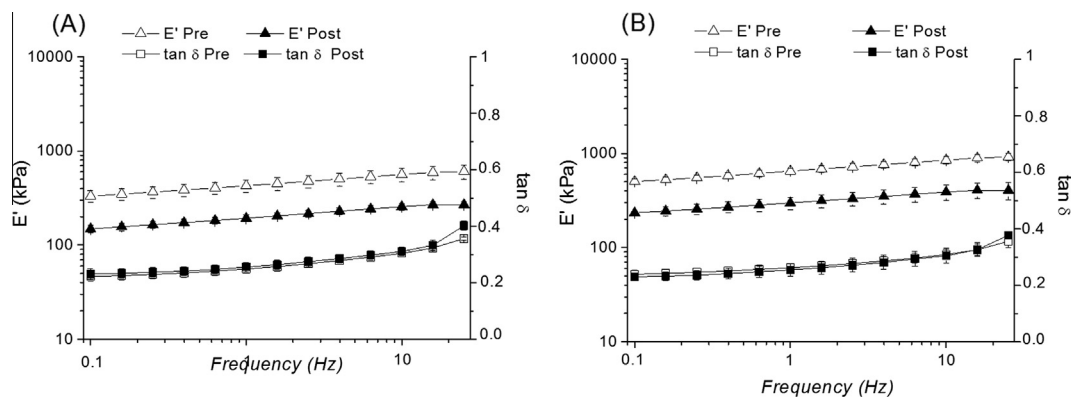 (A)
E' Pre
E' Post
tan δ Pre
tan δ Post
10000
1000
100
10
E' (kPa)
1
0.8
0.6
0.4
0.2
0.0
tan δ
0.1
1
10
Frequency (Hz)
(B)
E' Pre
E' Post
tan δ Pre
tan δ Post
10000
1000
100
10
E' (kPa)
1
0.8
0.6
0.4
0.2
0.0
tan δ
0.1
1
10
Frequency (Hz)